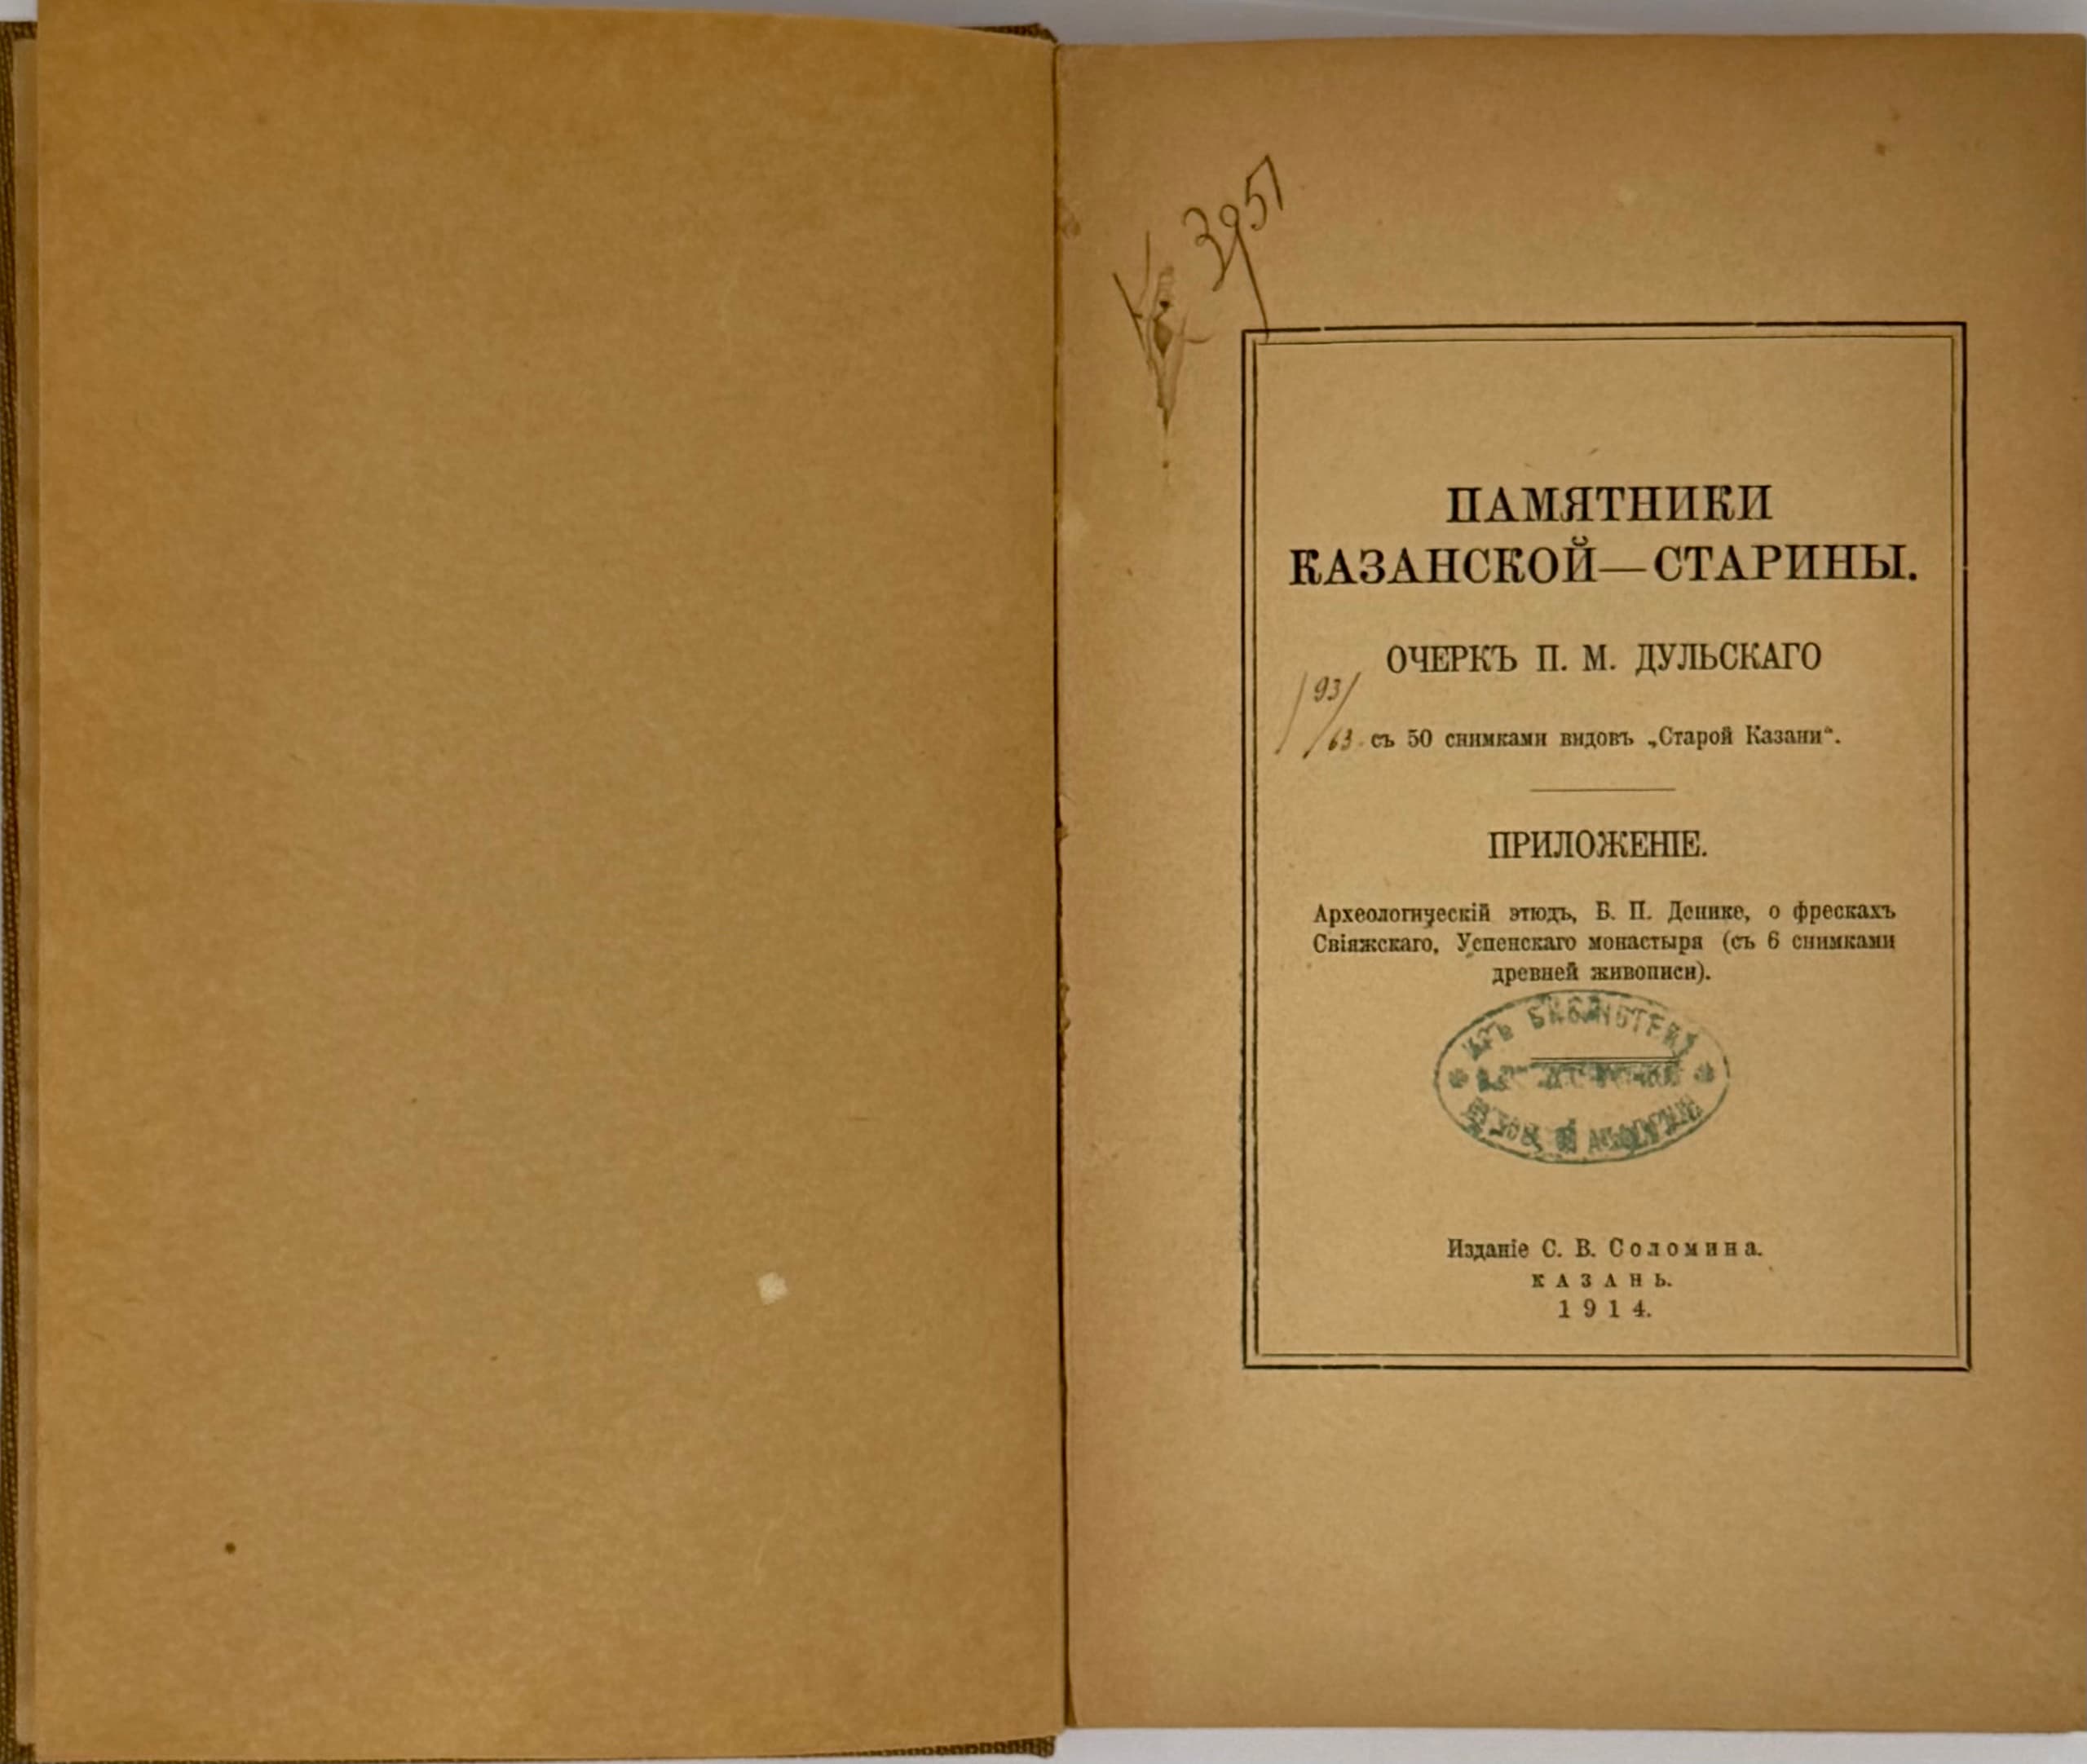 3951
ПАМЯТНИКИ
КАЗАНСКОЙ—СТАРИНЫ.
ОЧЕРКЪ П. М. ДУЛЬСКАГО
93/
/63
съ 50 снимками видовъ „Старой Казани“.
ПРИЛОЖЕНІЕ.
Археологическій этюдъ, Б. П. Денике, о фрескахъ
Свіяжскаго, Успенскаго монастыря (съ 6 снимками
древней живописи).
БИБЛІОТЕКА
Изданіе С. В. Соломина.
КАЗАНЬ.
1914.